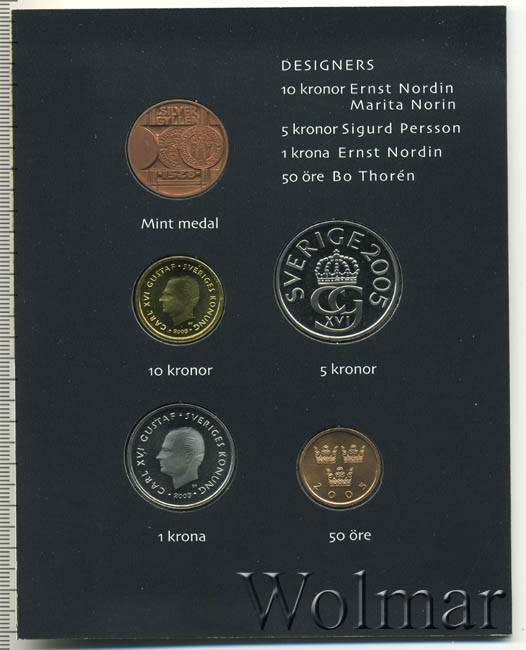 DESIGNERS
10 kronor Ernst Nordin
Marita Norin
5 kronor Sigurd Persson
1 krona Ernst Nordin
50 öre Bo Thorén
SILVER
GYLLEN
1528
Mint medal
CARL XVI GUSTAF · SVERIGES KONUNG
2005
10 kronor
SVERIGE 2005
CG
XVI
5 kronor
CARL XVI GUSTAF · SVERIGES KONUNG
2005
1 krona
2005
50 öre
Wolmar